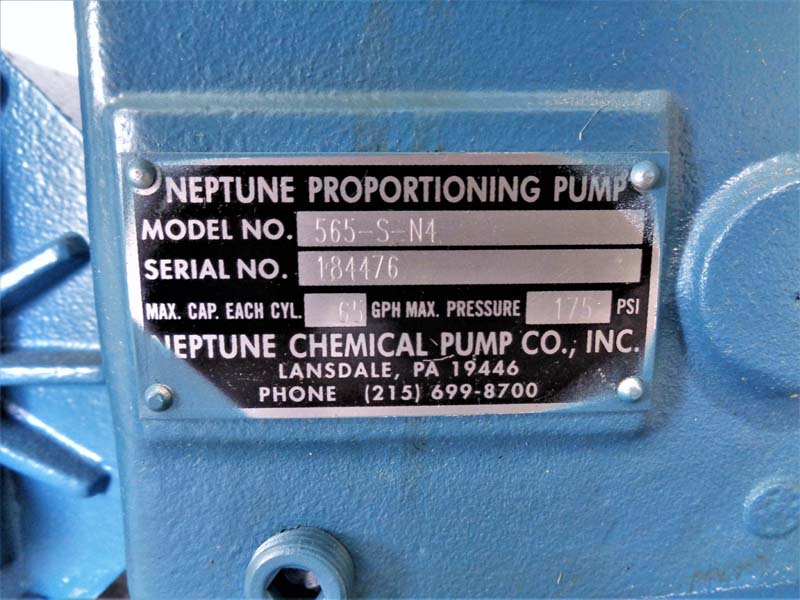 NEPTUNE PROPORTIONING PUMP
MODEL NO. 565-S-N4
SERIAL NO. 184476
MAX. CAP. EACH CYL. 65 GPH MAX. PRESSURE 175 PSI
NEPTUNE CHEMICAL PUMP CO., INC.
LANSDALE, PA 19446
PHONE (215) 699-8700